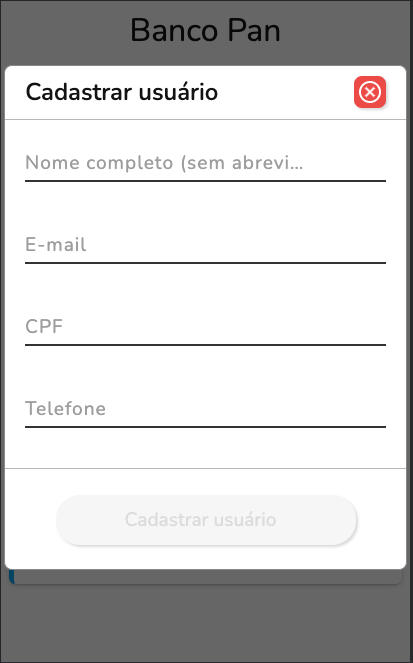 Banco Pan
Cadastrar usuário
Nome completo (sem abrevi...
E-mail
CPF
Telefone
Cadastrar usuário